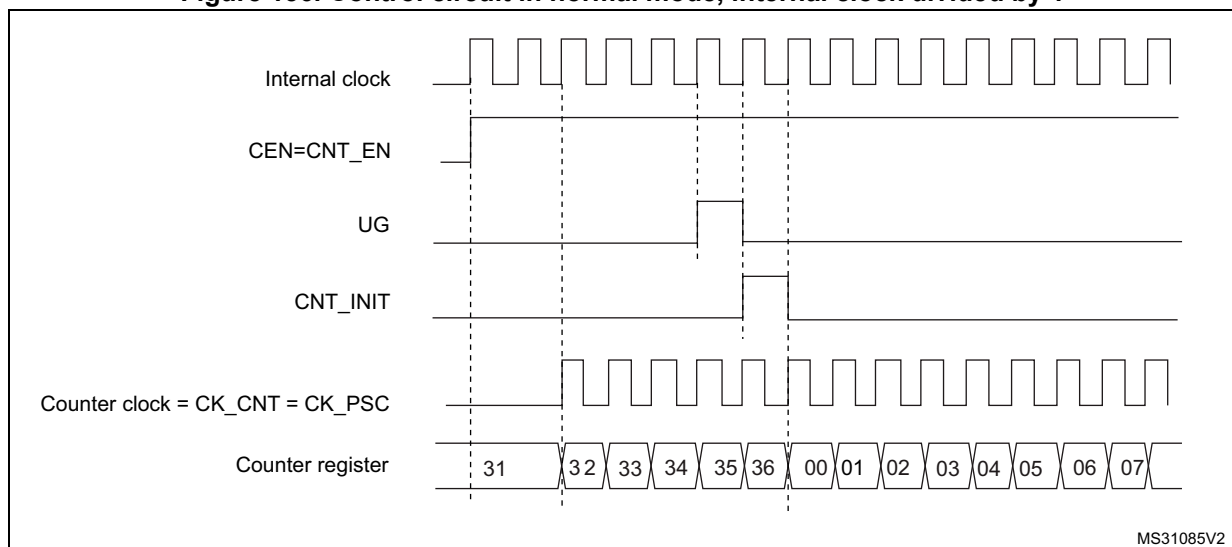 Internal clock
CEN=CNT_EN
UG
CNT_INIT
Counter clock = CK_CNT = CK_PSC
Counter register 31 32 33 34 35 36 00 01 02 03 04 05 06 07
MS31085V2